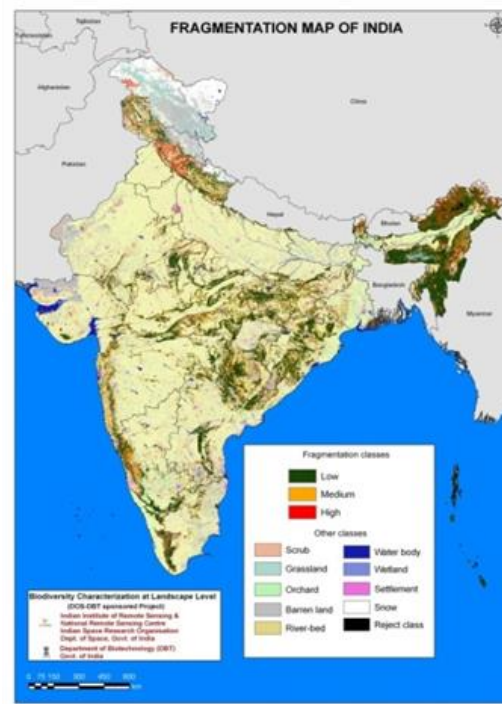 FRAGMENTATION MAP OF INDIA
Tajikistan
Afghanistan
China
Pakistan
Nepal
Bhutan
Bangladesh
Myanmar
Fragmentation classes
Low
Medium
High
Other classes
Scrub
Grassland
Orchard
Barren land
River-bed
Water body
Wetland
Settlement
Snow
Reject class
Biodiversity Characterization at Landscape Level
(DOS-DBT sponsored Project)
Indian Institute of Remote Sensing &
National Remote Sensing Centre
Indian Space Research Organisation
Dept. of Space, Govt. of India
Department of Biotechnology (DBT)
Govt. of India